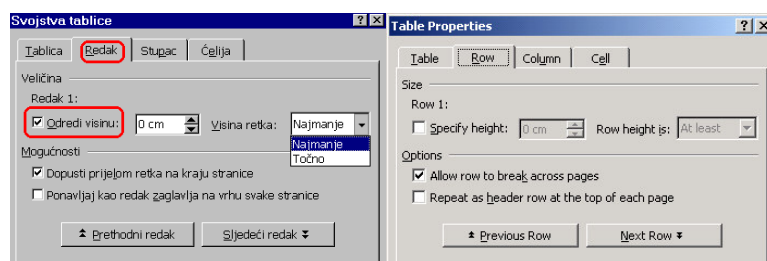 Svojstva tablice
Tablica Redak Stupac Ćelija
Veličina
Redak 1:
Odredi visinu: 0 cm Visina retka: Najmanje
Najmanje
Točno
Mogućnosti
Dopusti prijelom retka na kraju stranice
Ponavljaj kao redak zaglavlja na vrhu svake stranice
Prethodni redak Sljedeći redak
Table Properties
Table Row Column Cell
Size
Row 1:
Specify height: 0 cm Row height is: At least
Options
Allow row to break across pages
Repeat as header row at the top of each page
Previous Row Next Row